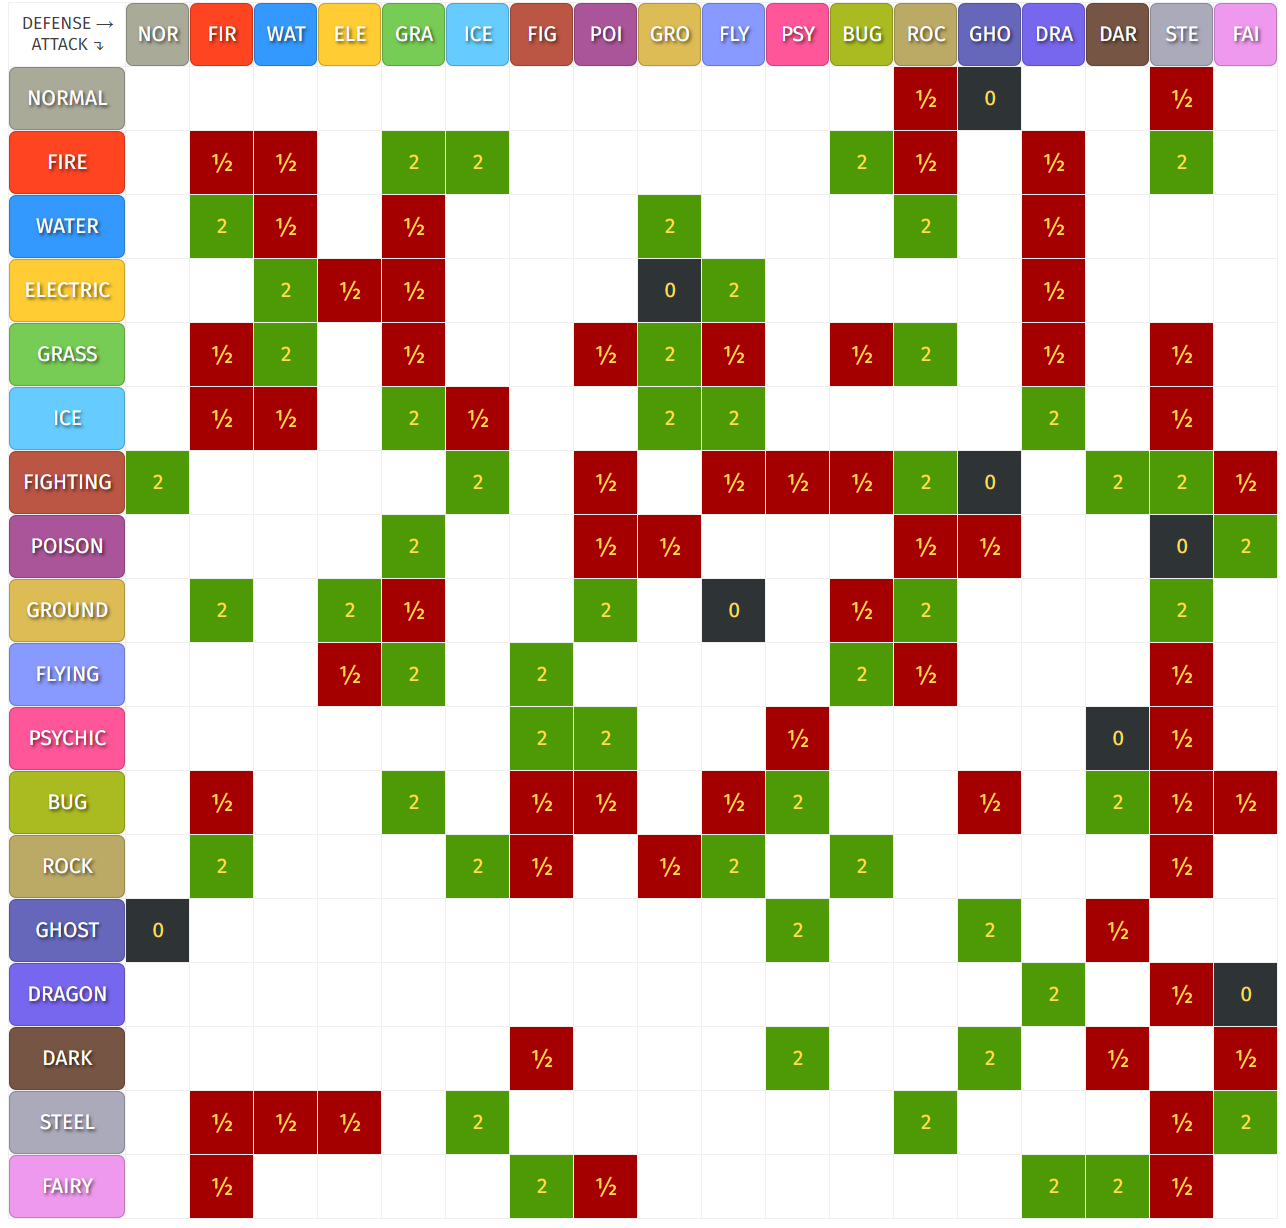 DEFENSE →
ATTACK ↴
NOR FIR WAT ELE GRA ICE FIG POI GRO FLY PSY BUG ROC GHO DRA DAR STE FAI
NORMAL ½ 0 ½
FIRE ½ ½ 2 2 2 ½ ½ 2
WATER 2 ½ ½ 2 2 ½
ELECTRIC 2 ½ ½ 0 2 ½
GRASS ½ 2 ½ ½ 2 ½ ½ 2 ½ ½
ICE ½ ½ 2 ½ 2 2 2 ½
FIGHTING 2 2 ½ ½ ½ ½ 2 0 2 2 ½
POISON 2 ½ ½ ½ ½ 0 2
GROUND 2 2 ½ 2 0 ½ 2 2
FLYING ½ 2 2 2 ½ ½
PSYCHIC 2 2 ½ 0 ½
BUG ½ 2 ½ ½ ½ 2 ½ 2 ½ ½
ROCK 2 2 ½ ½ 2 2 ½
GHOST 0 2 2 ½
DRAGON 2 ½ 0
DARK ½ 2 2 ½ ½
STEEL ½ ½ ½ 2 2 ½ 2
FAIRY ½ 2 ½ 2 2 ½